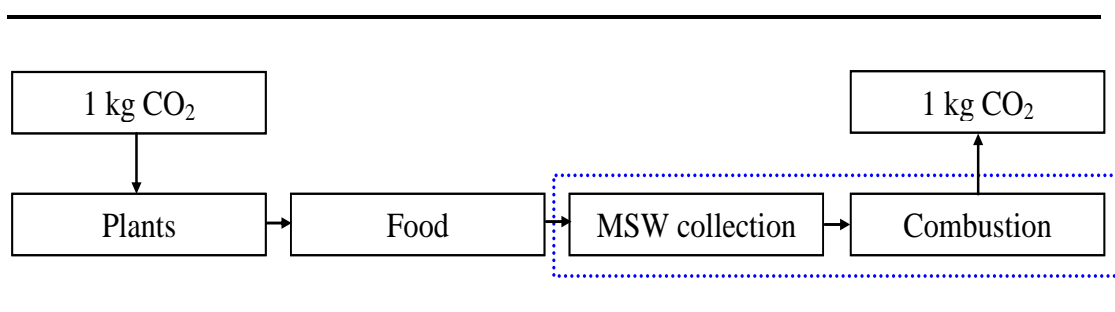 1 kg CO₂
1 kg CO₂
Plants
Food
MSW collection
Combustion